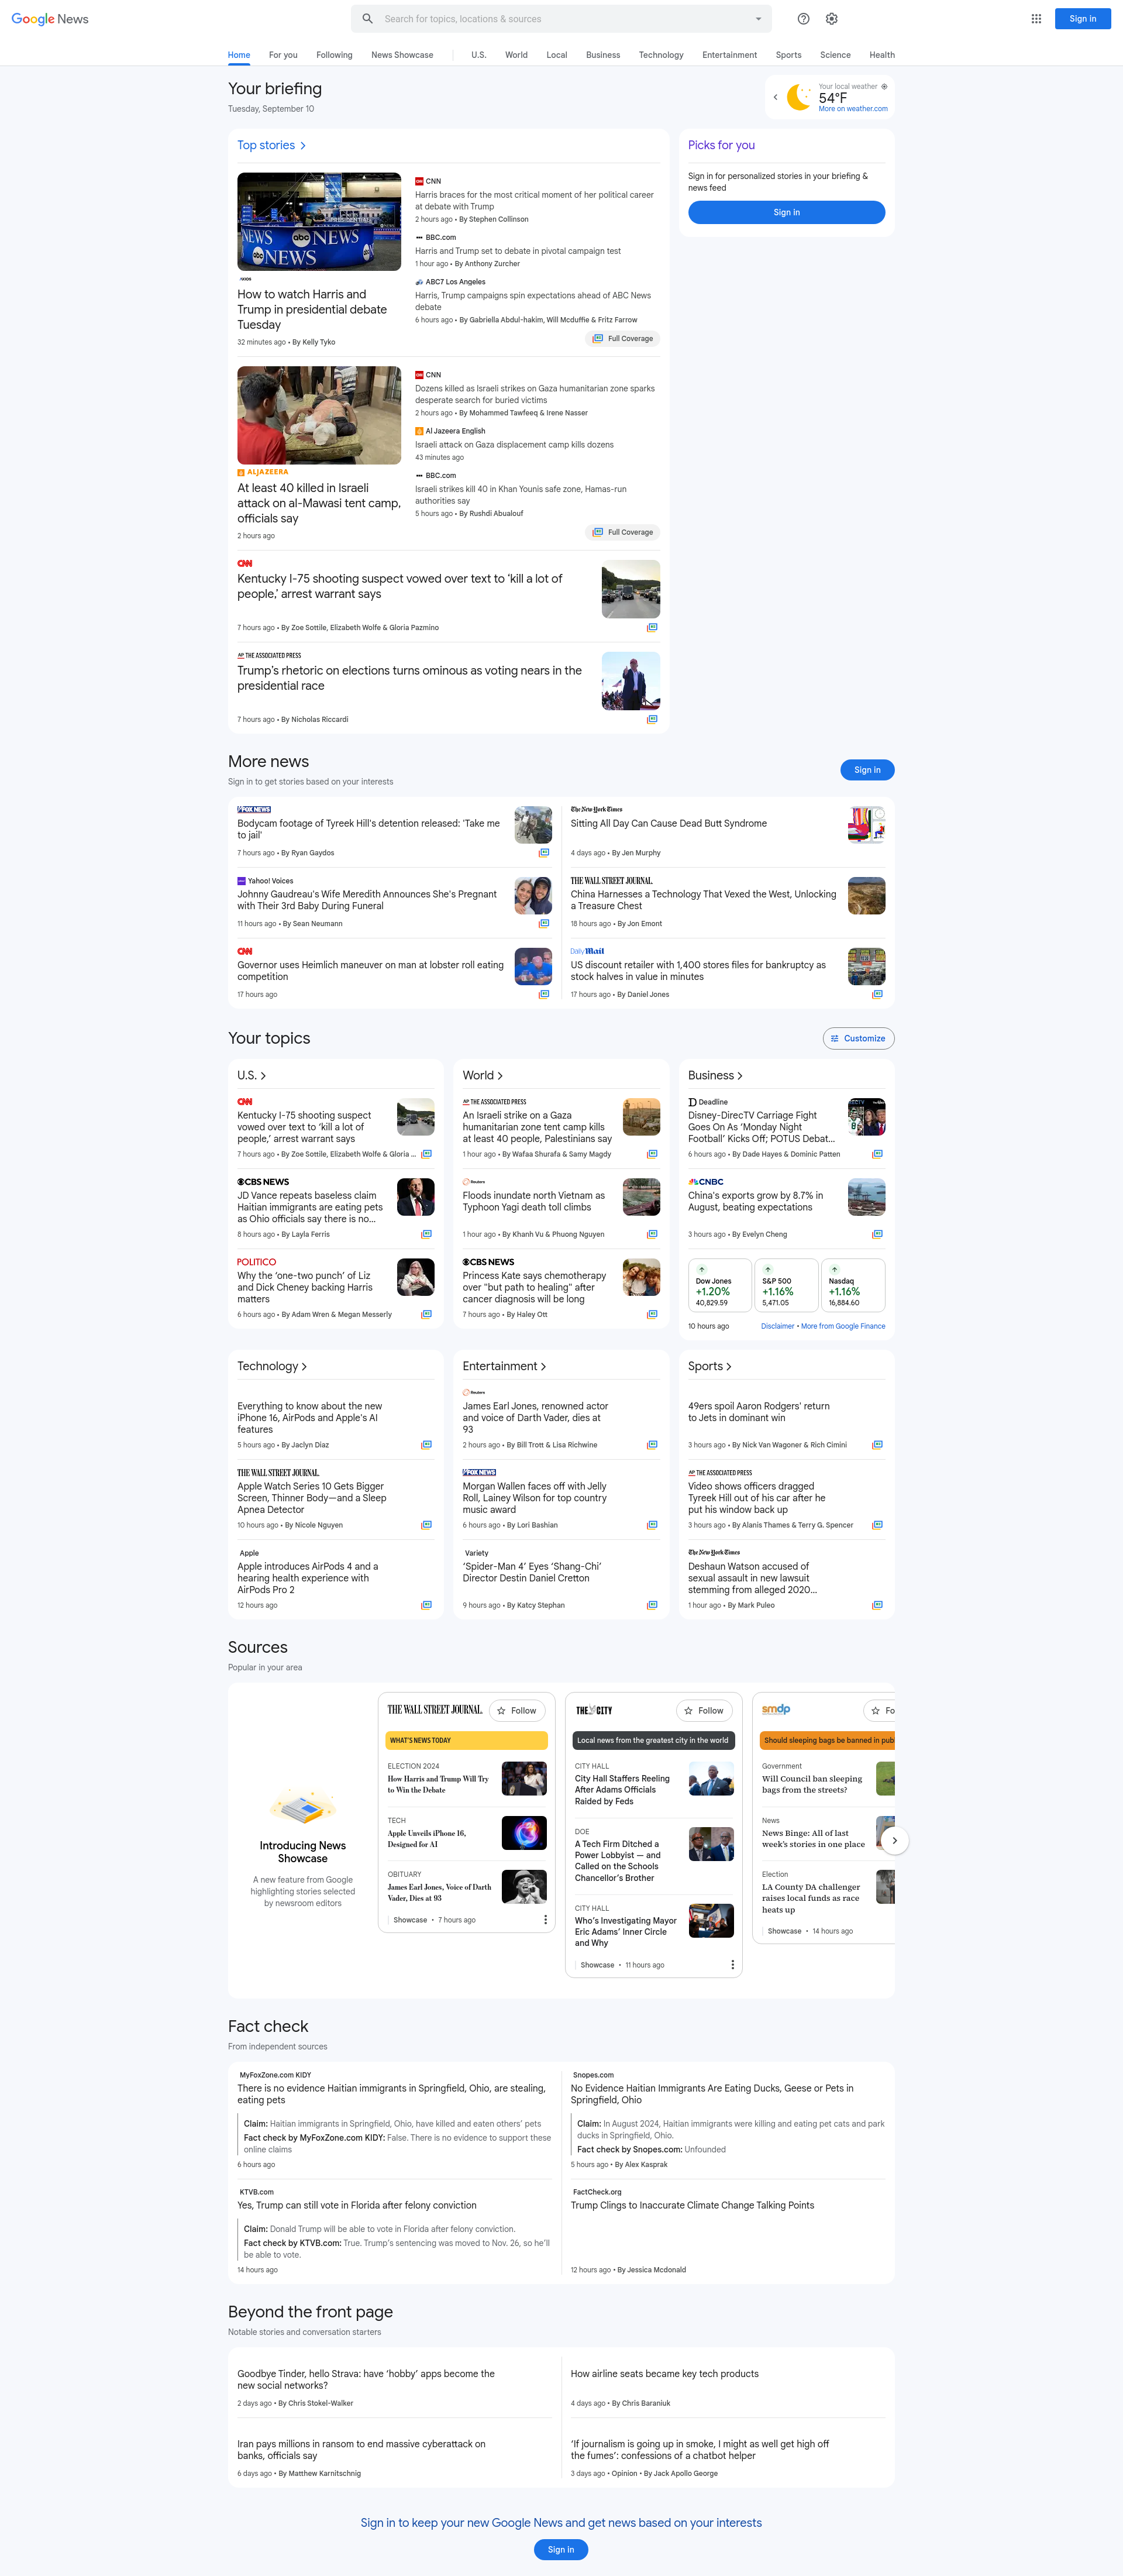 Google News
Search for topics, locations & sources
Sign in
Home For you Following News Showcase U.S. World Local Business Technology Entertainment Sports Science Health
Your briefing
Tuesday, September 10
Your local weather
54°F
More on weather.com
Top stories
abc NEWS
NEWS
abc NEWS
How to watch Harris and
Trump in presidential debate
Tuesday
32 minutes ago • By Kelly Tyko
CNN
Harris braces for the most critical moment of her political career
at debate with Trump
2 hours ago • By Stephen Collinson
BBC.com
Harris and Trump set to debate in pivotal campaign test
1 hour ago • By Anthony Zurcher
ABC7 Los Angeles
Harris, Trump campaigns spin expectations ahead of ABC News
debate
6 hours ago • By Gabriella Abdul-hakim, Will Mcduffie & Fritz Farrow
Full Coverage
ALJAZEERA
At least 40 killed in Israeli
attack on al-Mawasi tent camp,
officials say
2 hours ago
CNN
Dozens killed as Israeli strikes on Gaza humanitarian zone sparks
desperate search for buried victims
2 hours ago • By Mohammed Tawfeeq & Irene Nasser
Al Jazeera English
Israeli attack on Gaza displacement camp kills dozens
43 minutes ago
BBC.com
Israeli strikes kill 40 in Khan Younis safe zone, Hamas-run
authorities say
5 hours ago • By Rushdi Abualouf
Full Coverage
CNN
Kentucky I-75 shooting suspect vowed over text to ‘kill a lot of
people,’ arrest warrant says
7 hours ago • By Zoe Sottile, Elizabeth Wolfe & Gloria Pazmino
AP THE ASSOCIATED PRESS
Trump’s rhetoric on elections turns ominous as voting nears in the
presidential race
7 hours ago • By Nicholas Riccardi
Picks for you
Sign in for personalized stories in your briefing &
news feed
Sign in
More news
Sign in to get stories based on your interests
Sign in
FOX NEWS
Bodycam footage of Tyreek Hill's detention released: 'Take me
to jail'
7 hours ago • By Ryan Gaydos
Yahoo! Voices
Johnny Gaudreau's Wife Meredith Announces She's Pregnant
with Their 3rd Baby During Funeral
11 hours ago • By Sean Neumann
CNN
Governor uses Heimlich maneuver on man at lobster roll eating
competition
17 hours ago
The New York Times
Sitting All Day Can Cause Dead Butt Syndrome
4 days ago • By Jen Murphy
THE WALL STREET JOURNAL.
China Harnesses a Technology That Vexed the West, Unlocking
a Treasure Chest
18 hours ago • By Jon Emont
Daily Mail
US discount retailer with 1,400 stores files for bankruptcy as
stock halves in value in minutes
17 hours ago • By Daniel Jones
Your topics
Customize
U.S.
CNN
Kentucky I-75 shooting suspect
vowed over text to ‘kill a lot of
people,’ arrest warrant says
7 hours ago • By Zoe Sottile, Elizabeth Wolfe & Gloria ...
CBS NEWS
JD Vance repeats baseless claim
Haitian immigrants are eating pets
as Ohio officials say there is no...
8 hours ago • By Layla Ferris
POLITICO
Why the ‘one-two punch’ of Liz
and Dick Cheney backing Harris
matters
6 hours ago • By Adam Wren & Megan Messerly
World
AP THE ASSOCIATED PRESS
An Israeli strike on a Gaza
humanitarian zone tent camp kills
at least 40 people, Palestinians say
1 hour ago • By Wafaa Shurafa & Samy Magdy
Reuters
Floods inundate north Vietnam as
Typhoon Yagi death toll climbs
1 hour ago • By Khanh Vu & Phuong Nguyen
CBS NEWS
Princess Kate says chemotherapy
over "but path to healing" after
cancer diagnosis will be long
7 hours ago • By Haley Ott
Business
Deadline
Disney-DirecTV Carriage Fight
Goes On As ‘Monday Night
Football’ Kicks Off; POTUS Debat...
6 hours ago • By Dade Hayes & Dominic Patten
CNBC
China's exports grow by 8.7% in
August, beating expectations
3 hours ago • By Evelyn Cheng
Dow Jones
+1.20%
40,829.59
S&P 500
+1.16%
5,471.05
Nasdaq
+1.16%
16,884.60
10 hours ago
Disclaimer • More from Google Finance
Technology
Everything to know about the new
iPhone 16, AirPods and Apple's AI
features
5 hours ago • By Jaclyn Diaz
THE WALL STREET JOURNAL.
Apple Watch Series 10 Gets Bigger
Screen, Thinner Body—and a Sleep
Apnea Detector
10 hours ago • By Nicole Nguyen
Apple
Apple introduces AirPods 4 and a
hearing health experience with
AirPods Pro 2
12 hours ago
Entertainment
Reuters
James Earl Jones, renowned actor
and voice of Darth Vader, dies at
93
2 hours ago • By Bill Trott & Lisa Richwine
FOX NEWS
Morgan Wallen faces off with Jelly
Roll, Lainey Wilson for top country
music award
6 hours ago • By Lori Bashian
Variety
‘Spider-Man 4’ Eyes ‘Shang-Chi’
Director Destin Daniel Cretton
9 hours ago • By Katcy Stephan
Sports
49ers spoil Aaron Rodgers' return
to Jets in dominant win
3 hours ago • By Nick Van Wagoner & Rich Cimini
AP THE ASSOCIATED PRESS
Video shows officers dragged
Tyreek Hill out of his car after he
put his window back up
3 hours ago • By Alanis Thames & Terry G. Spencer
The New York Times
Deshaun Watson accused of
sexual assault in new lawsuit
stemming from alleged 2020...
1 hour ago • By Mark Puleo
Sources
Popular in your area
Introducing News
Showcase
A new feature from Google
highlighting stories selected
by newsroom editors
THE WALL STREET JOURNAL.
Follow
WHAT'S NEWS TODAY
ELECTION 2024
How Harris and Trump Will Try
to Win the Debate
TECH
Apple Unveils iPhone 16,
Designed for AI
OBITUARY
James Earl Jones, Voice of Darth
Vader, Dies at 93
Showcase • 7 hours ago
THE CITY
Follow
Local news from the greatest city in the world
CITY HALL
City Hall Staffers Reeling
After Adams Officials
Raided by Feds
DOE
A Tech Firm Ditched a
Power Lobbyist — and
Called on the Schools
Chancellor’s Brother
CITY HALL
Who’s Investigating Mayor
Eric Adams’ Inner Circle
and Why
Showcase • 11 hours ago
smdp
Fo
Should sleeping bags be banned in pub
Government
Will Council ban sleeping
bags from the streets?
News
News Binge: All of last
week’s stories in one place
Election
LA County DA challenger
raises local funds as race
heats up
Showcase • 14 hours ago
Fact check
From independent sources
MyFoxZone.com KIDY
There is no evidence Haitian immigrants in Springfield, Ohio, are stealing,
eating pets
Claim: Haitian immigrants in Springfield, Ohio, have killed and eaten others’ pets
Fact check by MyFoxZone.com KIDY: False. There is no evidence to support these
online claims
6 hours ago
Snopes.com
No Evidence Haitian Immigrants Are Eating Ducks, Geese or Pets in
Springfield, Ohio
Claim: In August 2024, Haitian immigrants were killing and eating pet cats and park
ducks in Springfield, Ohio.
Fact check by Snopes.com: Unfounded
5 hours ago • By Alex Kasprak
KTVB.com
Yes, Trump can still vote in Florida after felony conviction
Claim: Donald Trump will be able to vote in Florida after felony conviction.
Fact check by KTVB.com: True. Trump’s sentencing was moved to Nov. 26, so he’ll
be able to vote.
14 hours ago
FactCheck.org
Trump Clings to Inaccurate Climate Change Talking Points
12 hours ago • By Jessica Mcdonald
Beyond the front page
Notable stories and conversation starters
Goodbye Tinder, hello Strava: have ‘hobby’ apps become the
new social networks?
2 days ago • By Chris Stokel-Walker
How airline seats became key tech products
4 days ago • By Chris Baraniuk
Iran pays millions in ransom to end massive cyberattack on
banks, officials say
6 days ago • By Matthew Karnitschnig
‘If journalism is going up in smoke, I might as well get high off
the fumes’: confessions of a chatbot helper
3 days ago • Opinion • By Jack Apollo George
Sign in to keep your new Google News and get news based on your interests
Sign in